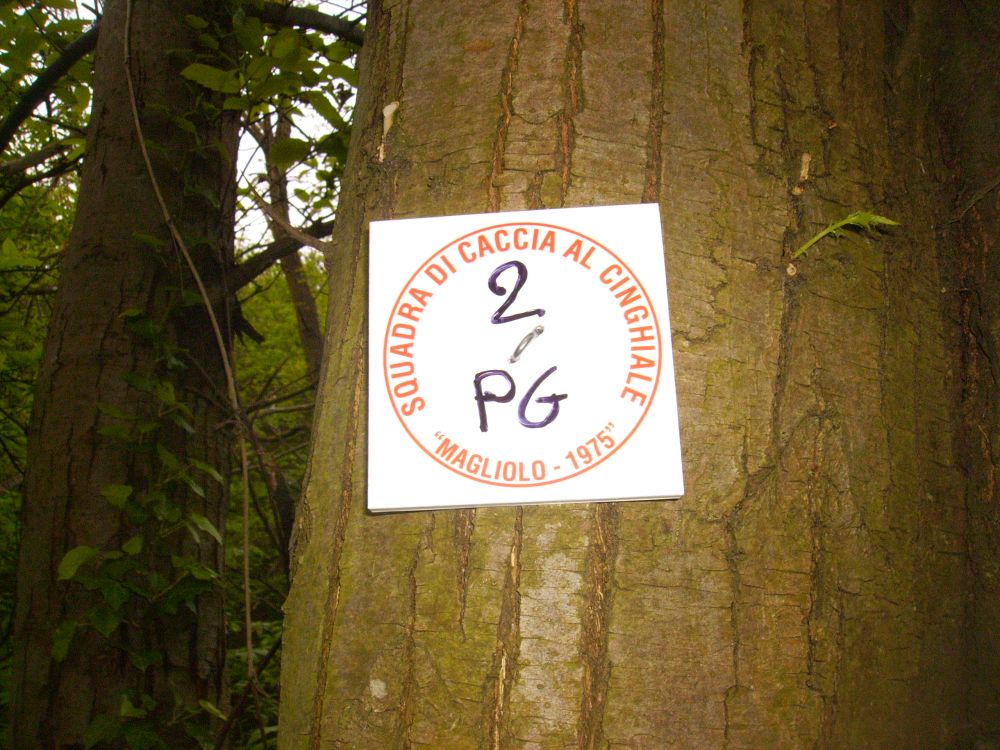 SQUADRA DI CACCIA AL CINGHIALE
2
PG
"MAGLIOLO - 1975"